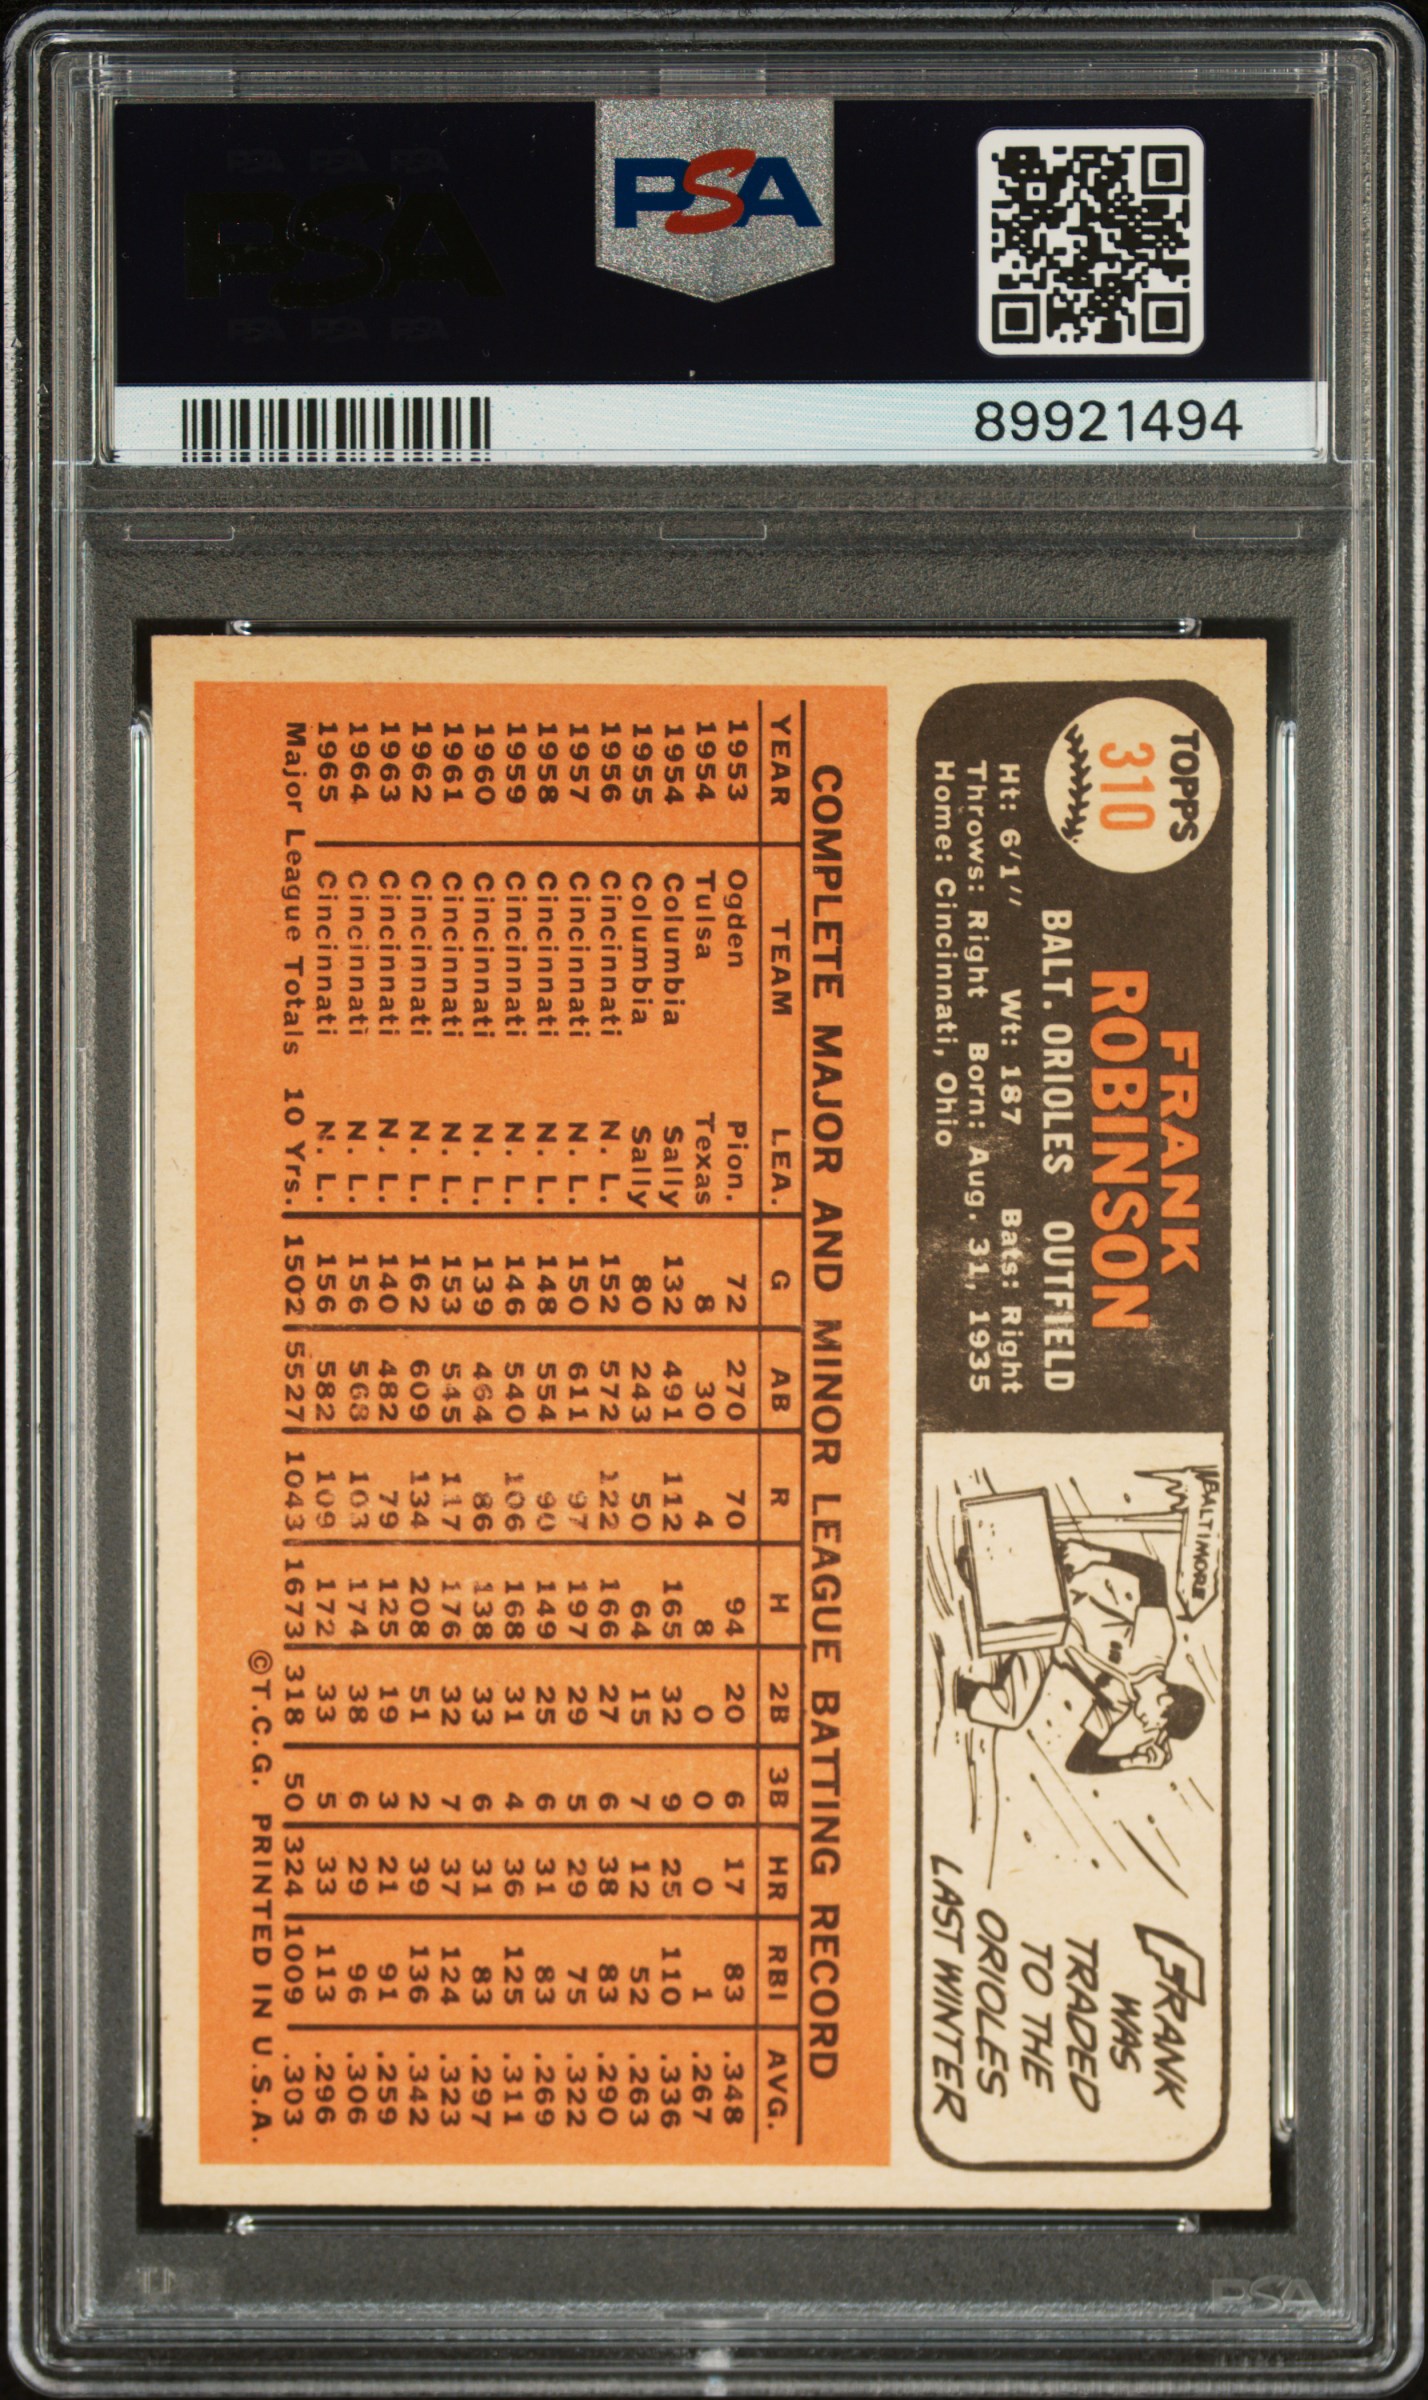 PSA PSA PSA
PSA
PSA PSA PSA
PSA
89921494
TOPPS
310
FRANK
ROBINSON
BALT. ORIOLES OUTFIELD
Ht: 6'1" Wt: 187 Bats: Right
Throws: Right Born: Aug. 31, 1935
Home: Cincinnati, Ohio
BALTIMORE
FRANK
WAS
TRADED
TO THE
ORIOLES
LAST WINTER
COMPLETE MAJOR AND MINOR LEAGUE BATTING RECORD
YEAR TEAM LEA. G AB R H 2B 3B HR RBI AVG.
1953 Ogden Pion. 72 270 70 94 20 6 17 83 .348
1954 Tulsa Texas 8 30 4 8 0 0 0 1 .267
1954 Columbia Sally 132 491 112 165 32 9 25 110 .336
1955 Columbia Sally 80 243 50 64 15 7 12 52 .263
1956 Cincinnati N. L. 152 572 122 166 27 6 38 83 .290
1957 Cincinnati N. L. 150 611 97 197 29 5 29 75 .322
1958 Cincinnati N. L. 148 554 90 149 25 6 31 83 .269
1959 Cincinnati N. L. 146 540 106 168 31 4 36 125 .311
1960 Cincinnati N. L. 139 464 86 138 33 6 31 83 .297
1961 Cincinnati N. L. 153 545 117 176 32 7 37 124 .323
1962 Cincinnati N. L. 162 609 134 208 51 2 39 136 .342
1963 Cincinnati N. L. 140 482 79 125 19 3 21 91 .259
1964 Cincinnati N. L. 156 568 103 174 38 6 29 96 .306
1965 Cincinnati N. L. 156 582 109 172 33 5 33 113 .296
Major League Totals 10 Yrs. 1502 5527 1043 1673 318 50 324 1009 .303
©T.C.G. PRINTED IN U.S.A.
PSA